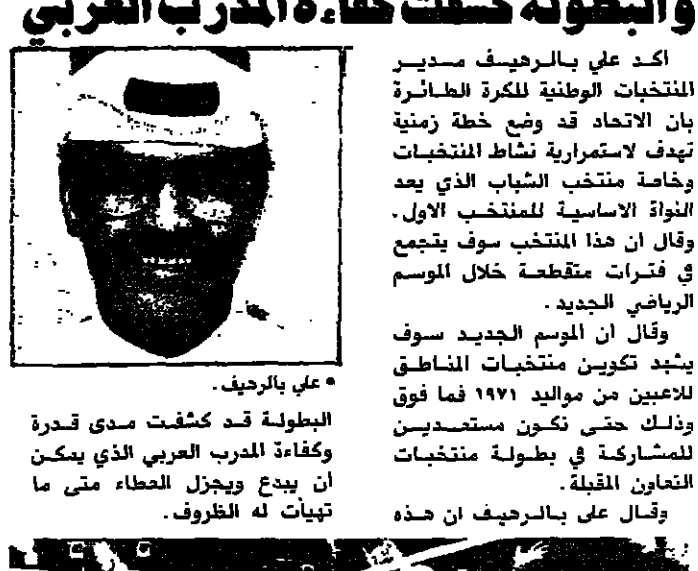 والبطولة كشفت كفاءة المدرب العربي
اكد علي بالرهيف مدير
المنتخبات الوطنية للكرة الطائرة
بان الاتحاد قد وضع خطة زمنية
تهدف لاستمرارية نشاط المنتخبات
وخاصة منتخب الشباب الذي يعد
النواة الاساسية للمنتخب الاول.
وقال ان هذا المنتخب سوف يتجمع
في فترات متقطعة خلال الموسم
الرياضي الجديد.
وقال ان الموسم الجديد سوف
يشهد تكوين منتخبات المناطق
للاعبين من مواليد ١٩٧١ فما فوق
وذلك حتى نكون مستعدين
للمشاركة في بطولة منتخبات
التعاون المقبلة.
وقال على بالرهيف ان هذه
• علي بالرهيف.
البطولة قد كشفت مدى قدرة
وكفاءة المدرب العربي الذي يمكن
أن يبدع ويجزل العطاء متى ما
تهيأت له الظروف.